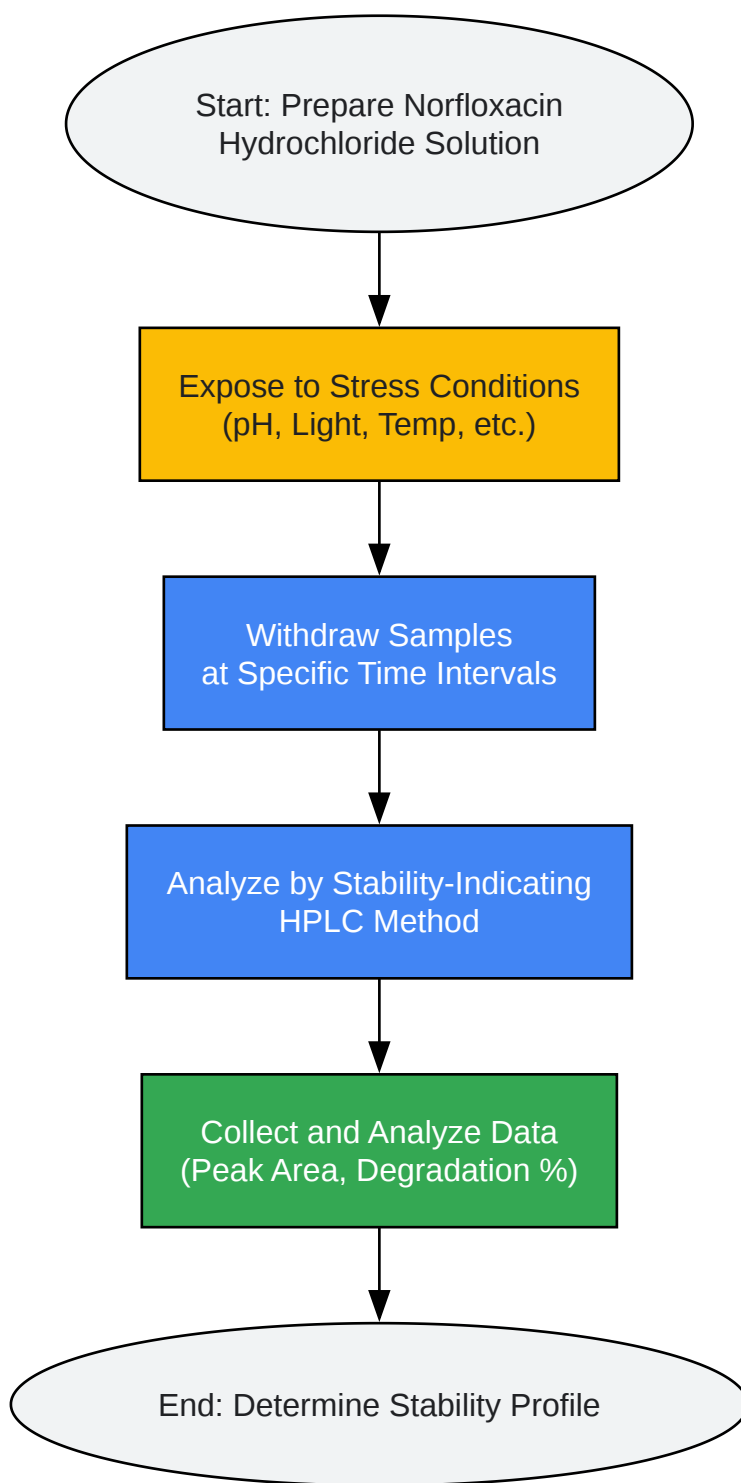 Start: Prepare Norfloxacin
Hydrochloride Solution
Expose to Stress Conditions
(pH, Light, Temp, etc.)
Withdraw Samples
at Specific Time Intervals
Analyze by Stability-Indicating
HPLC Method
Collect and Analyze Data
(Peak Area, Degradation %)
End: Determine Stability Profile